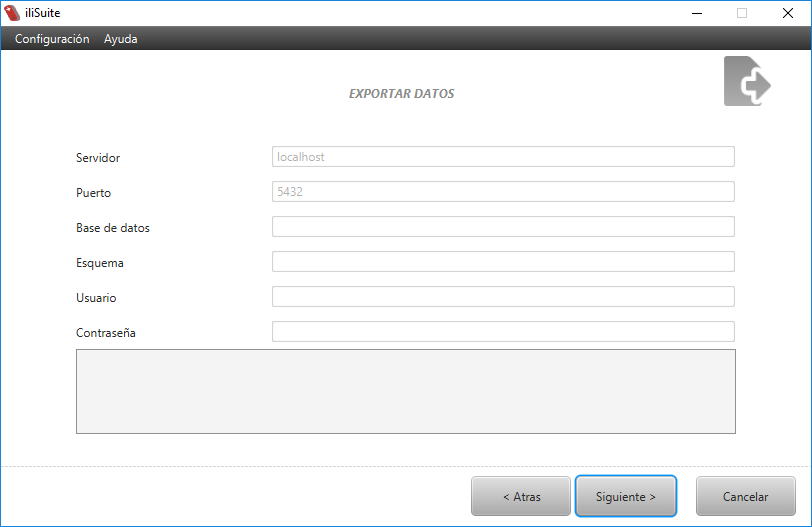 iliSuite
Configuración Ayuda
EXPORTAR DATOS
Servidor localhost
Puerto 5432
Base de datos
Esquema
Usuario
Contraseña
< Atras Siguiente > Cancelar